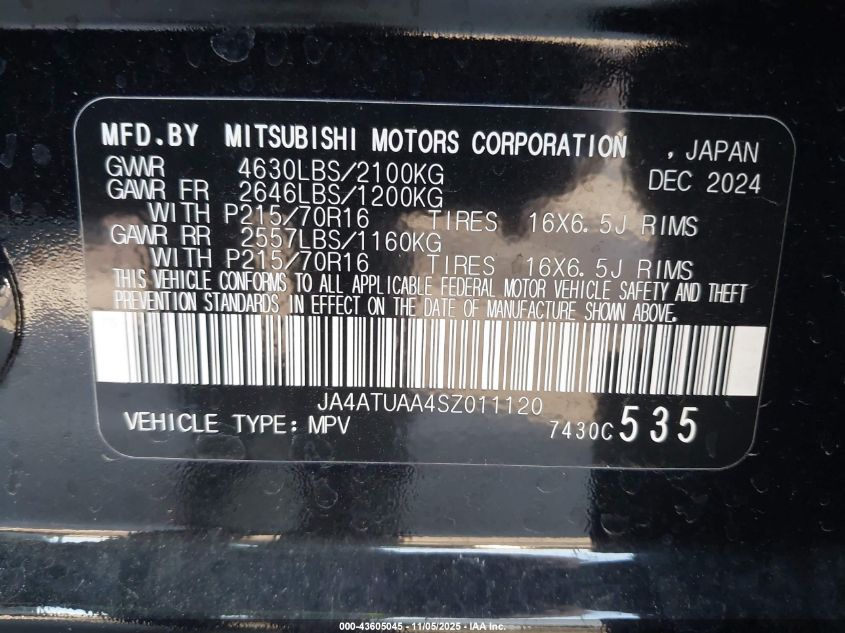 MFD.BY MITSUBISHI MOTORS CORPORATION , JAPAN
GWWR 4630LBS/2100KG DEC 2024
GAWR FR 2646LBS/1200KG
WITH P215/70R16 TIRES 16X6.5J RIMS
GAWR RR 2557LBS/1160KG
WITH P215/70R16 TIRES 16X6.5J RIMS
THIS VEHICLE CONFORMS TO ALL APPLICABLE FEDERAL MOTOR VEHICLE SAFETY AND THEFT
PREVENTION STANDARDS IN EFFECT ON THE DATE OF MANUFACTURE SHOWN ABOVE.
JA4ATUAA4SZ011120
VEHICLE TYPE: MPV 7430C 535
000-43605045 - 11/05/2025 - IAA Inc.